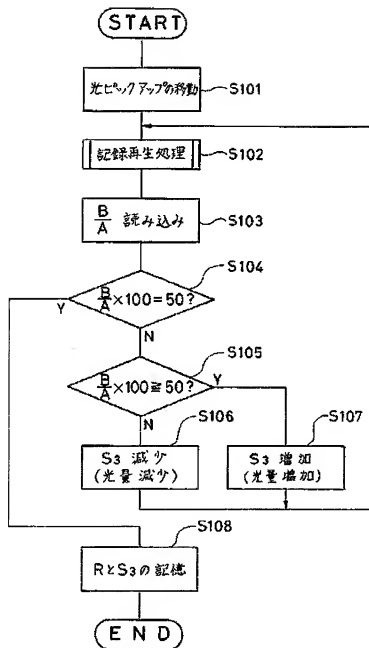 START
光ピックアップの移動
S101
記録再生処理
S102
B/A 読み込み
S103
S104
B/A×100=50?
Y
N
S105
B/A×100≧50?
Y
N
S106
S107
S3 減少
(光量減少)
S3 増加
(光量増加)
S108
RとS3の記憶
END